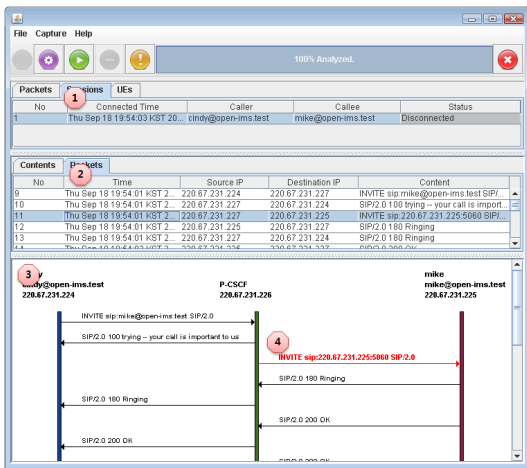 File Capture Help
100% Analyzed.
Packets Sessions UEs
1
No Connected Time Caller Callee Status
1 Thu Sep 18 19:54:03 KST 20... cindy@open-ims.test mike@open-ims.test Disconnected
Contents Packets
2
No Time Source IP Destination IP Content
9 Thu Sep 18 19:54:01 KST 2... 220.67.231.224 220.67.231.227 INVITE sip:mike@open-ims.test SIP/...
10 Thu Sep 18 19:54:01 KST 2... 220.67.231.227 220.67.231.224 SIP/2.0 100 trying -- your call is import...
11 Thu Sep 18 19:54:01 KST 2... 220.67.231.227 220.67.231.225 INVITE sip:220.67.231.225:5060 SIP/...
12 Thu Sep 18 19:54:01 KST 2... 220.67.231.225 220.67.231.227 SIP/2.0 180 Ringing
13 Thu Sep 18 19:54:01 KST 2... 220.67.231.227 220.67.231.224 SIP/2.0 180 Ringing
3
mike
cindy@open-ims.test P-CSCF mike@open-ims.test
220.67.231.224 220.67.231.226 220.67.231.225
INVITE sip:mike@open-ims.test SIP/2.0
SIP/2.0 100 trying -- your call is important to us
4
INVITE sip:220.67.231.225:5060 SIP/2.0
SIP/2.0 180 Ringing
SIP/2.0 180 Ringing
SIP/2.0 200 OK
SIP/2.0 200 OK
SIP/2.0 200 OK